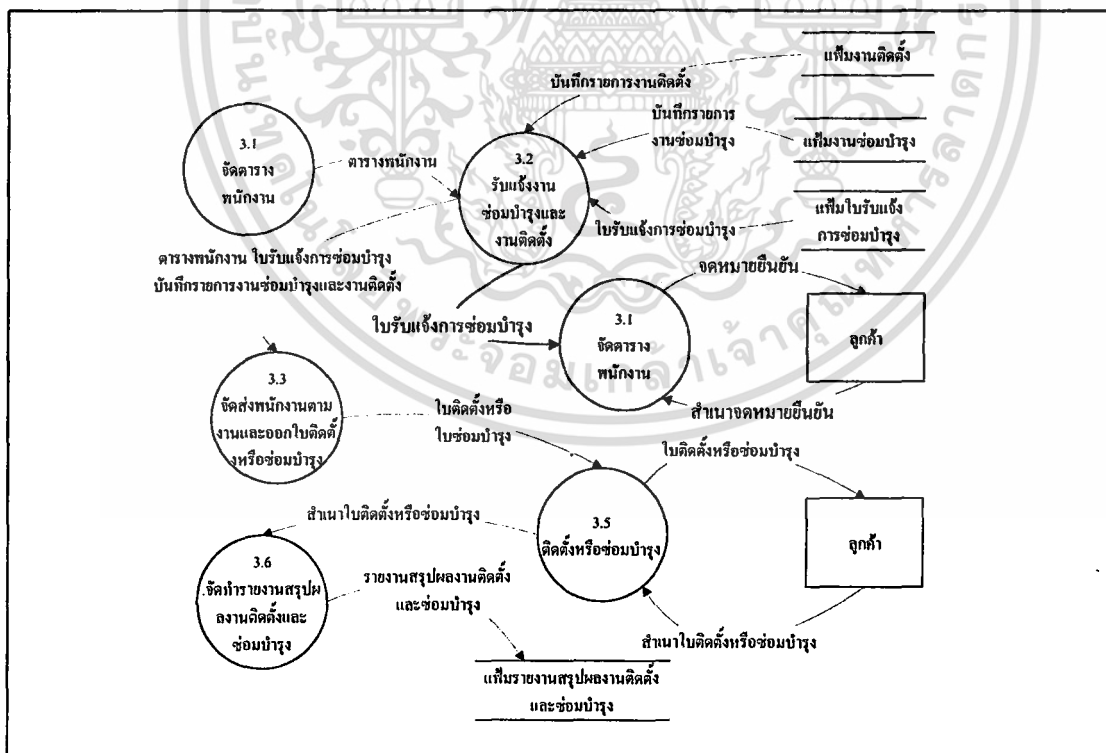 แฟ้มงานติดตั้ง
บันทึกรายการงานติดตั้ง
บันทึกรายการ
งานซ่อมบำรุง
แฟ้มงานซ่อมบำรุง
3.1
จัดตาราง
พนักงาน
ตารางพนักงาน
3.2
รับแจ้งงาน
ซ่อมบำรุงและ
งานติดตั้ง
ใบรับแจ้งการซ่อมบำรุง
แฟ้มใบรับแจ้ง
การซ่อมบำรุง
ตารางพนักงาน ใบรับแจ้งการซ่อมบำรุง
บันทึกรายการงานซ่อมบำรุงและงานติดตั้ง
จดหมายยืนยัน
ใบรับแจ้งการซ่อมบำรุง
3.1
จัดตาราง
พนักงาน
ลูกค้า
สำเนาจดหมายยืนยัน
3.3
จัดส่งพนักงานตาม
งานและออกใบติดตั้
งหรือซ่อมบำรุง
ใบติดตั้งหรือ
ใบซ่อมบำรุง
ใบติดตั้งหรือซ่อมบำรุง
3.5
ติดตั้งหรือซ่อมบำรุง
ลูกค้า
สำเนาใบติดตั้งหรือซ่อมบำรุง
3.6
จัดทำรายงานสรุปผ
ลงานติดตั้งและ
ซ่อมบำรุง
รายงานสรุปผลงานติดตั้ง
และซ่อมบำรุง
สำเนาใบติดตั้งหรือซ่อมบำรุง
แฟ้มรายงานสรุปผลงานติดตั้ง
และซ่อมบำรุง